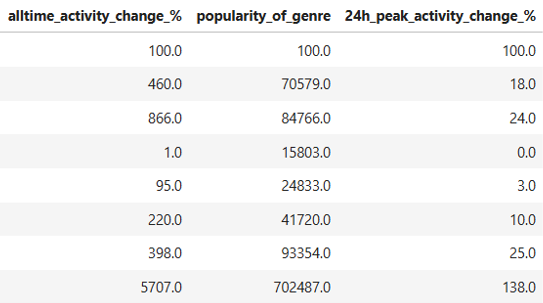 alltime_activity_change_% popularity_of_genre 24h_peak_activity_change_%
100.0 100.0 100.0
460.0 70579.0 18.0
866.0 84766.0 24.0
1.0 15803.0 0.0
95.0 24833.0 3.0
220.0 41720.0 10.0
398.0 93354.0 25.0
5707.0 702487.0 138.0